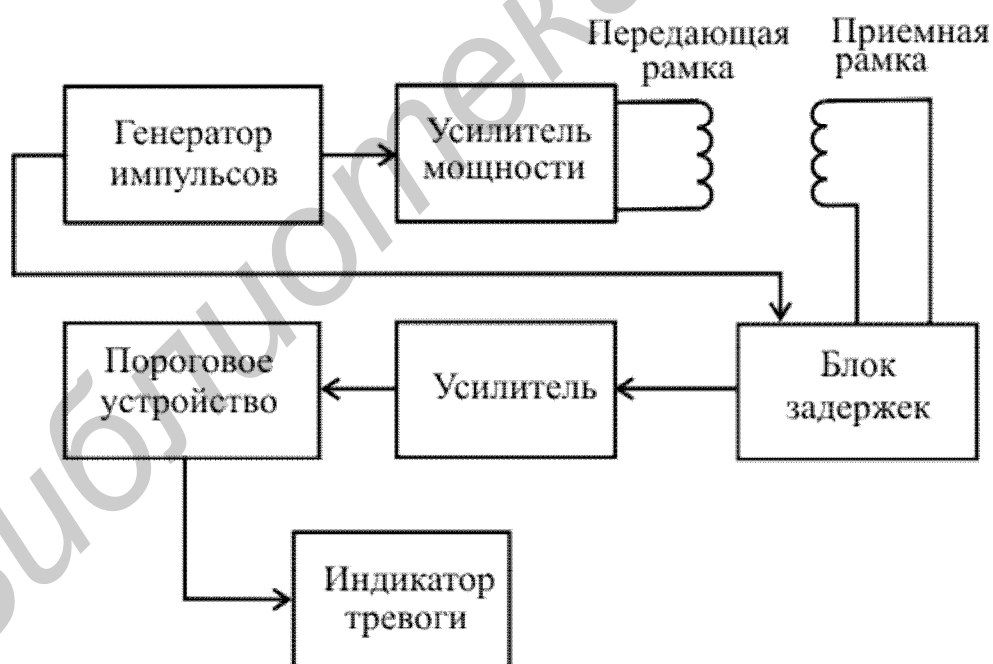 Передающая
рамка
Приемная
рамка
Генератор
импульсов
Усилитель
мощности
Пороговое
устройство
Усилитель
Блок
задержек
Индикатор
тревоги